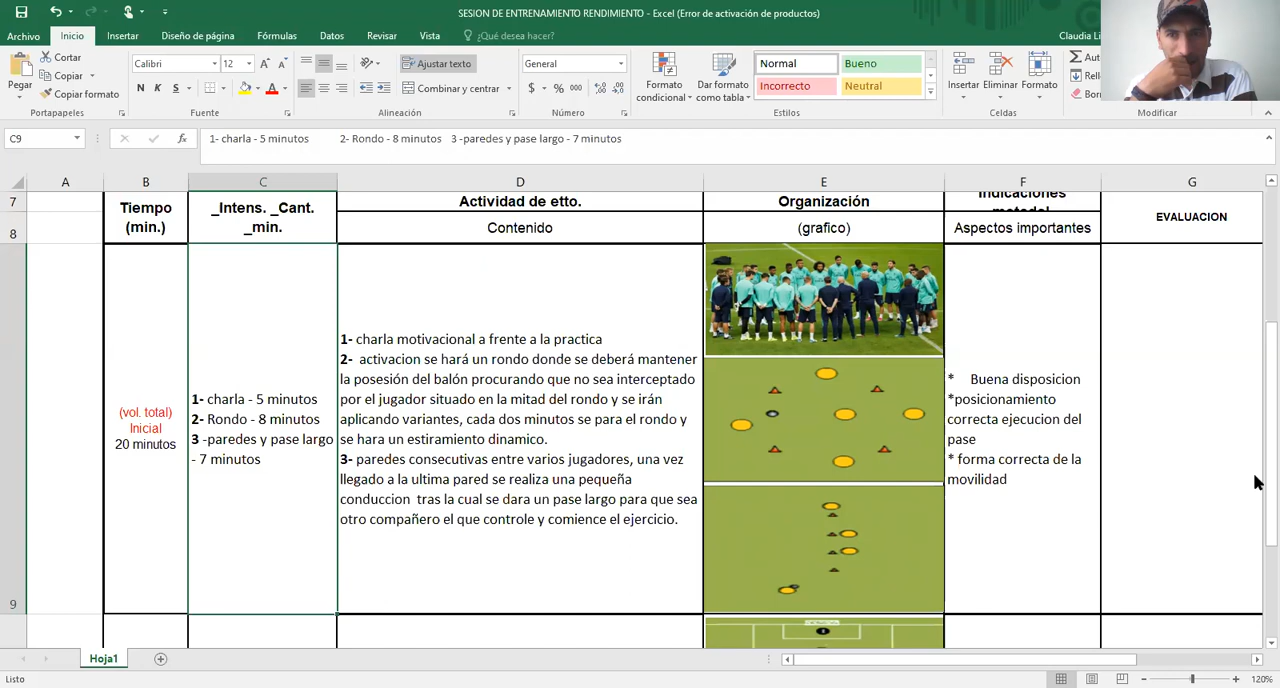 SESION DE ENTRENAMIENTO RENDIMIENTO - Excel (Error de activación de productos)
Archivo Inicio Insertar Diseño de página Fórmulas Datos Revisar Vista ¿Qué desea hacer? Claudia Li
Pegar
Cortar
Copiar
Copiar formato
Calibri 12
N K S
Ajustar texto
Combinar y centrar
General
$ % 000
Formato condicional
Dar formato como tabla
Normal Bueno
Incorrecto Neutral
Insertar Eliminar Formato
Aut
Rell
Borr
Portapapeles Fuente Alineación Número Estilos Celdas Modificar
C9 fx 1- charla - 5 minutos 2- Rondo - 8 minutos 3 -paredes y pase largo - 7 minutos
A B C D E F G
7
8
9
Tiempo
(min.)
_Intens. _Cant.
_min.
Actividad de etto.
Contenido
Organización
(grafico)
Indicaciones
Aspectos importantes
EVALUACION
(vol. total)
Inicial
20 minutos
1- charla - 5 minutos
2- Rondo - 8 minutos
3 -paredes y pase largo
- 7 minutos
1- charla motivacional a frente a la practica
2- activacion se hará un rondo donde se deberá mantener
la posesión del balón procurando que no sea interceptado
por el jugador situado en la mitad del rondo y se irán
aplicando variantes, cada dos minutos se para el rondo y
se hara un estiramiento dinamico.
3- paredes consecutivas entre varios jugadores, una vez
llegado a la ultima pared se realiza una pequeña
conduccion tras la cual se dara un pase largo para que sea
otro compañero el que controle y comience el ejercicio.
* Buena disposicion
*posicionamiento
correcta ejecucion del
pase
* forma correcta de la
movilidad
Hoja1
Listo
120%